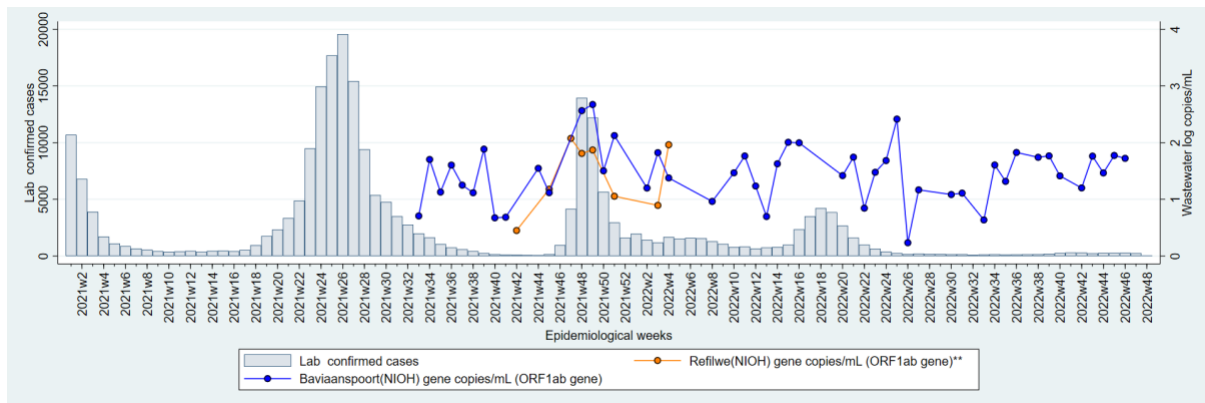 20000
15000
10000
5000
0
Lab  confirmed cases
4
3
2
1
0
Wastewater log copies/mL
2021w2
2021w4
2021w6
2021w8
2021w10
2021w12
2021w14
2021w16
2021w18
2021w20
2021w22
2021w24
2021w26
2021w28
2021w30
2021w32
2021w34
2021w36
2021w38
2021w40
2021w42
2021w44
2021w46
2021w48
2021w50
2021w52
2022w2
2022w4
2022w6
2022w8
2022w10
2022w12
2022w14
2022w16
2022w18
2022w20
2022w22
2022w24
2022w26
2022w28
2022w30
2022w32
2022w34
2022w36
2022w38
2022w40
2022w42
2022w44
2022w46
2022w48
Epidemiological weeks
Lab  confirmed cases
Refilwe(NIOH) gene copies/mL (ORF1ab gene)**
Baviaanspoort(NIOH) gene copies/mL (ORF1ab gene)